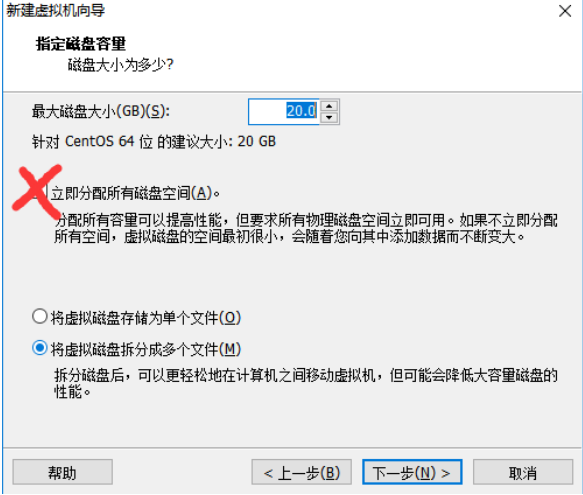 新建虚拟机向导
指定磁盘容量
磁盘大小为多少?
最大磁盘大小(GB)(S):
20.0
针对 CentOS 64 位 的建议大小: 20 GB
立即分配所有磁盘空间(A)。
分配所有容量可以提高性能，但要求所有物理磁盘空间立即可用。如果不立即分配
所有空间，虚拟磁盘的空间最初很小，会随着您向其中添加数据而不断变大。
将虚拟磁盘存储为单个文件(O)
将虚拟磁盘拆分成多个文件(M)
拆分磁盘后，可以更轻松地在计算机之间移动虚拟机，但可能会降低大容量磁盘的
性能。
帮助
< 上一步(B)
下一步(N) >
取消